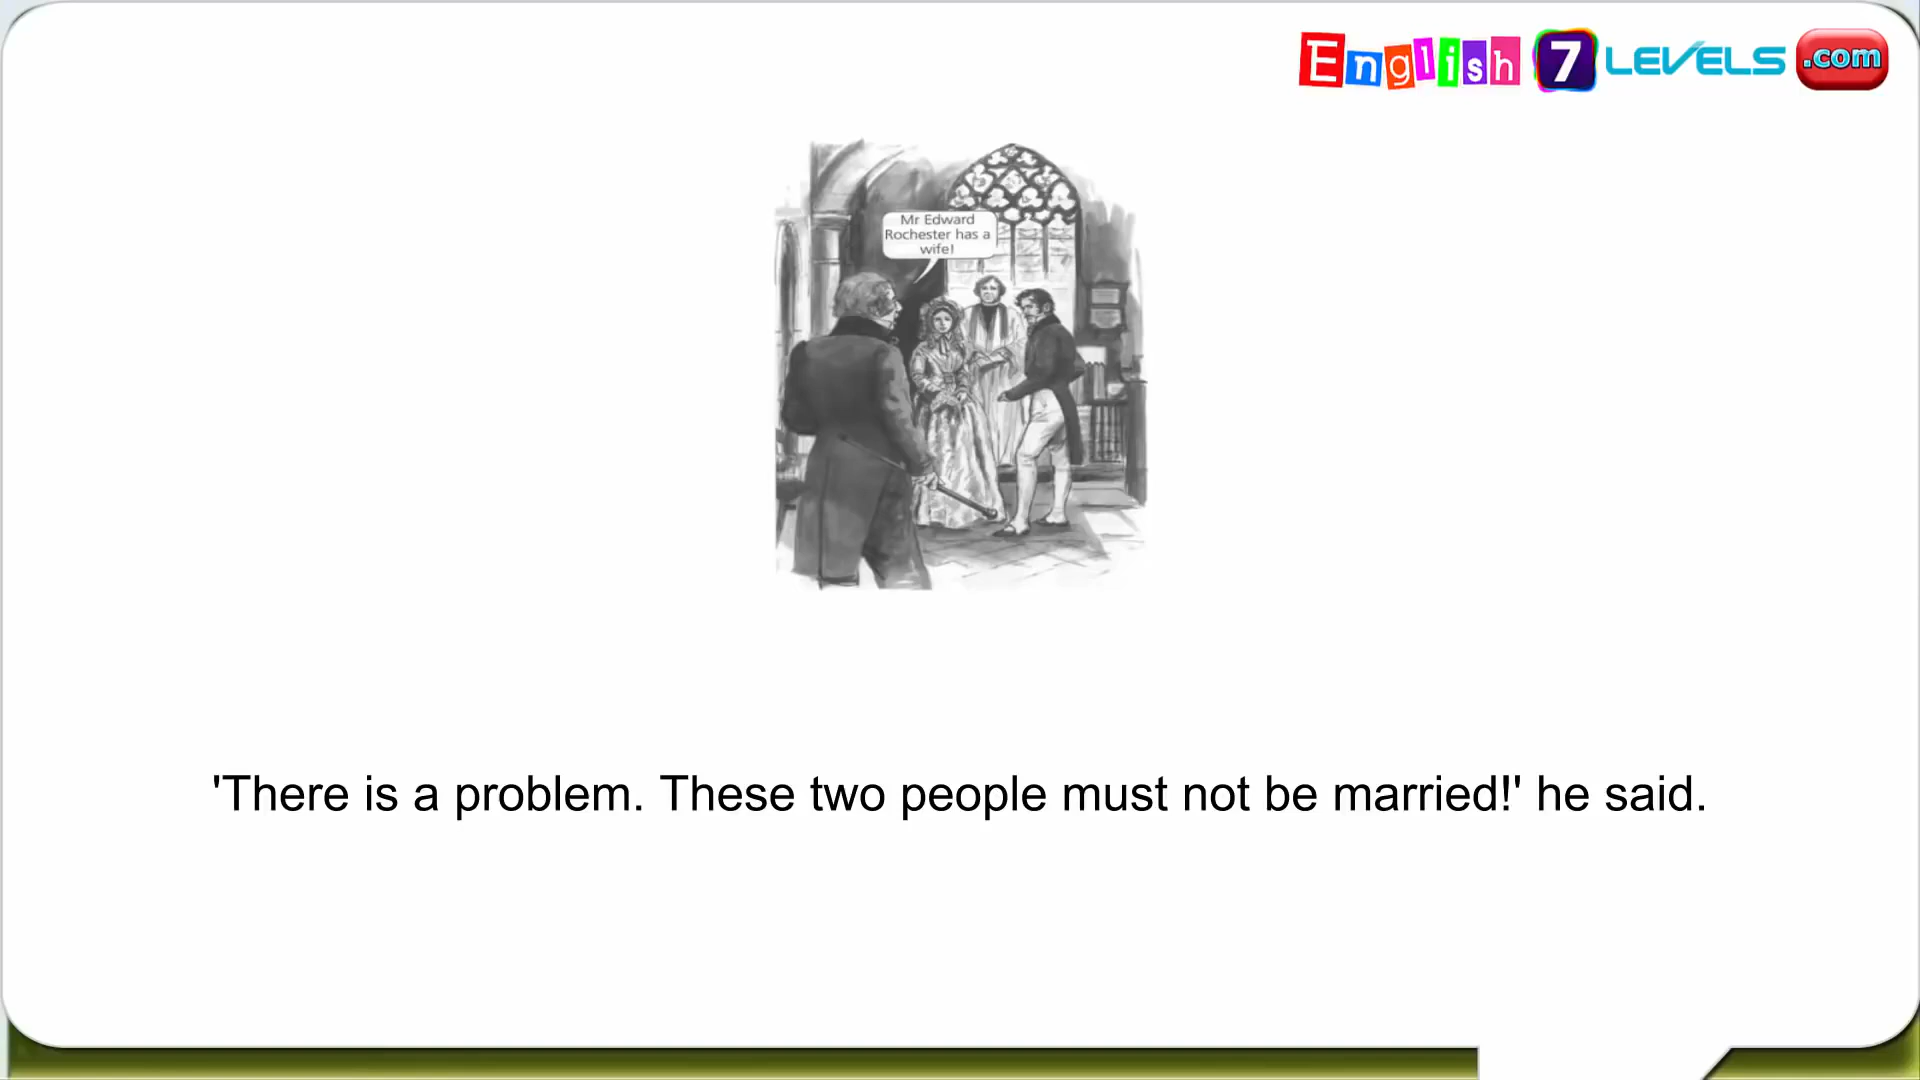 English 7 LEVELS .com
Mr Edward
Rochester has a
wife!
'There is a problem. These two people must not be married!' he said.